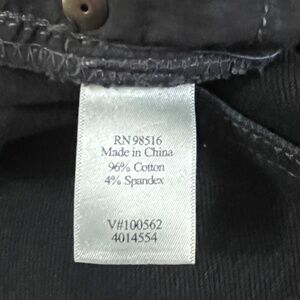 RN 98516
Made in China
96% Cotton
4% Spandex
V#100562
4014554